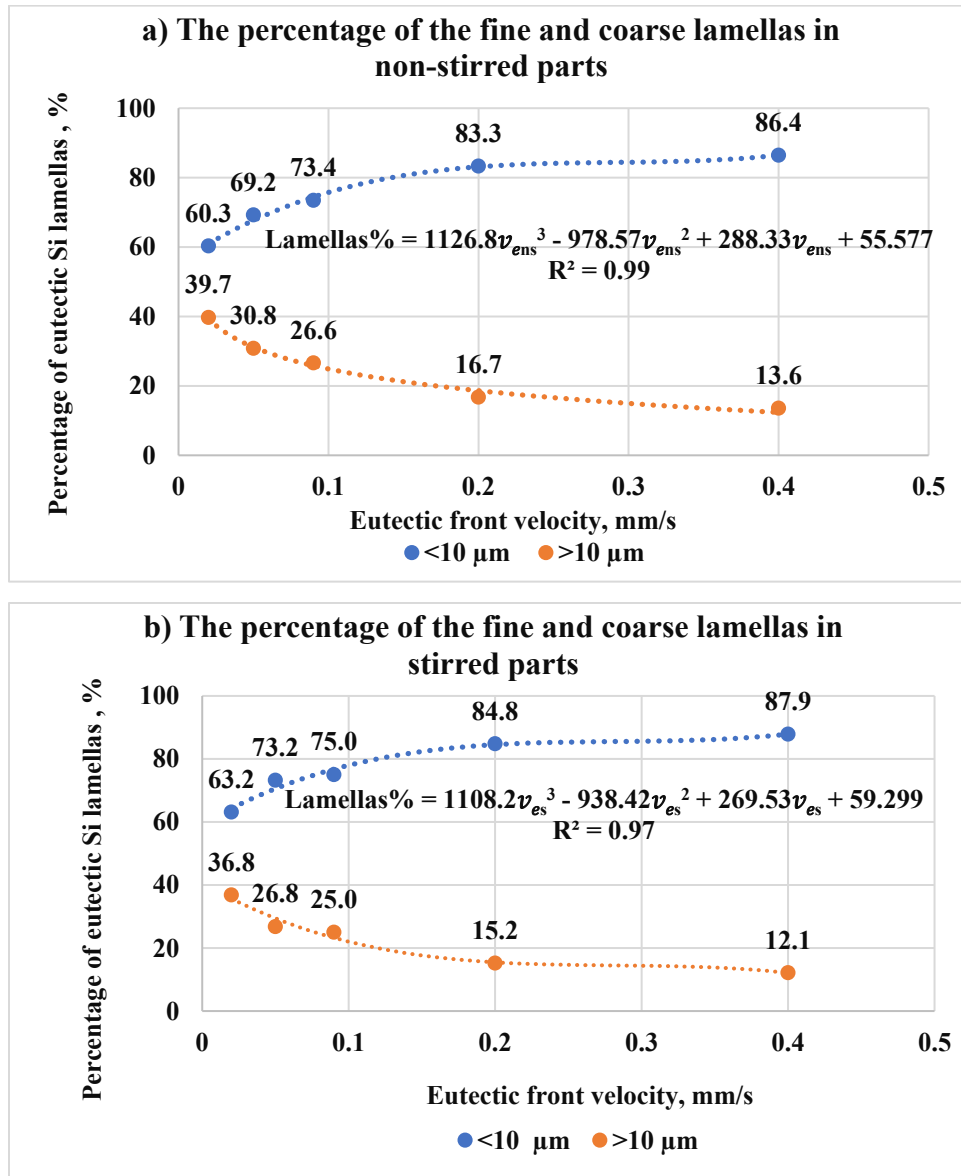 a) The percentage of the fine and coarse lamellas in
non-stirred parts
Percentage of eutectic Si lamellas , %
100
80
60
40
20
0
60.3
69.2
73.4
83.3
86.4
Lamellas% = 1126.8vₑₙₛ³ - 978.57vₑₙₛ² + 288.33vₑₙₛ + 55.577
R² = 0.99
39.7
30.8
26.6
16.7
13.6
0
0.1
0.2
0.3
0.4
0.5
Eutectic front velocity, mm/s
<10 µm
>10 µm
b) The percentage of the fine and coarse lamellas in
stirred parts
Percentage of eutectic Si lamellas , %
100
80
60
40
20
0
63.2
73.2
75.0
84.8
87.9
Lamellas% = 1108.2vₑₛ³ - 938.42vₑₛ² + 269.53vₑₛ + 59.299
R² = 0.97
36.8
26.8
25.0
15.2
12.1
0
0.1
0.2
0.3
0.4
0.5
Eutectic front velocity, mm/s
<10 µm
>10 µm